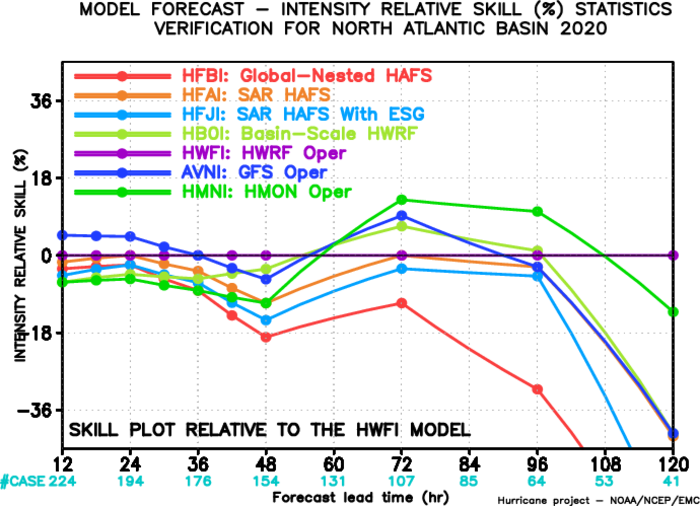 MODEL FORECAST – INTENSITY RELATIVE SKILL (%) STATISTICS
VERIFICATION FOR NORTH ATLANTIC BASIN 2020
HFBI: Global–Nested HAFS
HFAI: SAR HAFS
HFJI: SAR HAFS With ESG
HB0I: Basin–Scale HWRF
HWFI: HWRF Oper
AVNI: GFS Oper
HMNI: HMON Oper
INTENSITY RELATIVE SKILL (%)
36
18
0
–18
–36
SKILL PLOT RELATIVE TO THE HWFI MODEL
12 24 36 48 60 72 84 96 108 120
#CASE 224 194 176 154 131 107 85 64 53 41
Forecast lead time (hr)
Hurricane project – NOAA/NCEP/EMC